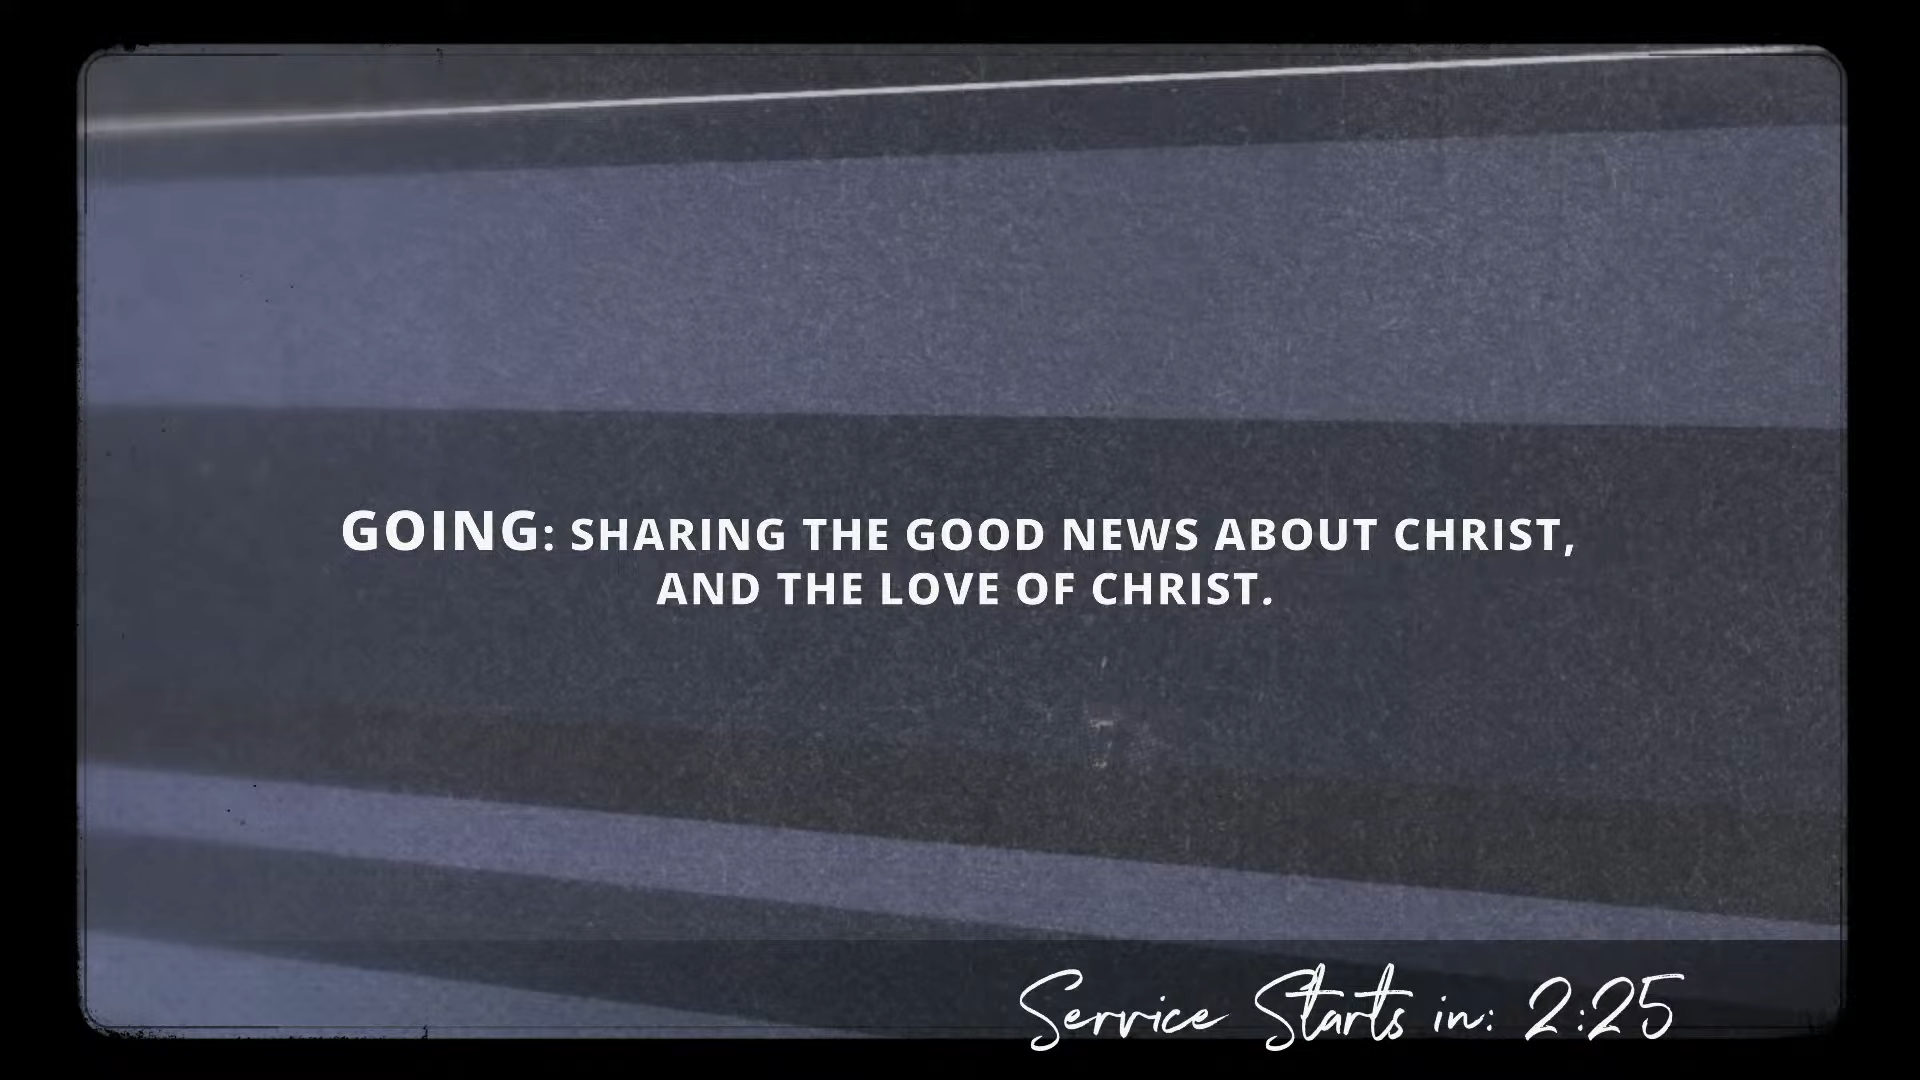 GOING: SHARING THE GOOD NEWS ABOUT CHRIST,
AND THE LOVE OF CHRIST.
Service Starts in: 2:25